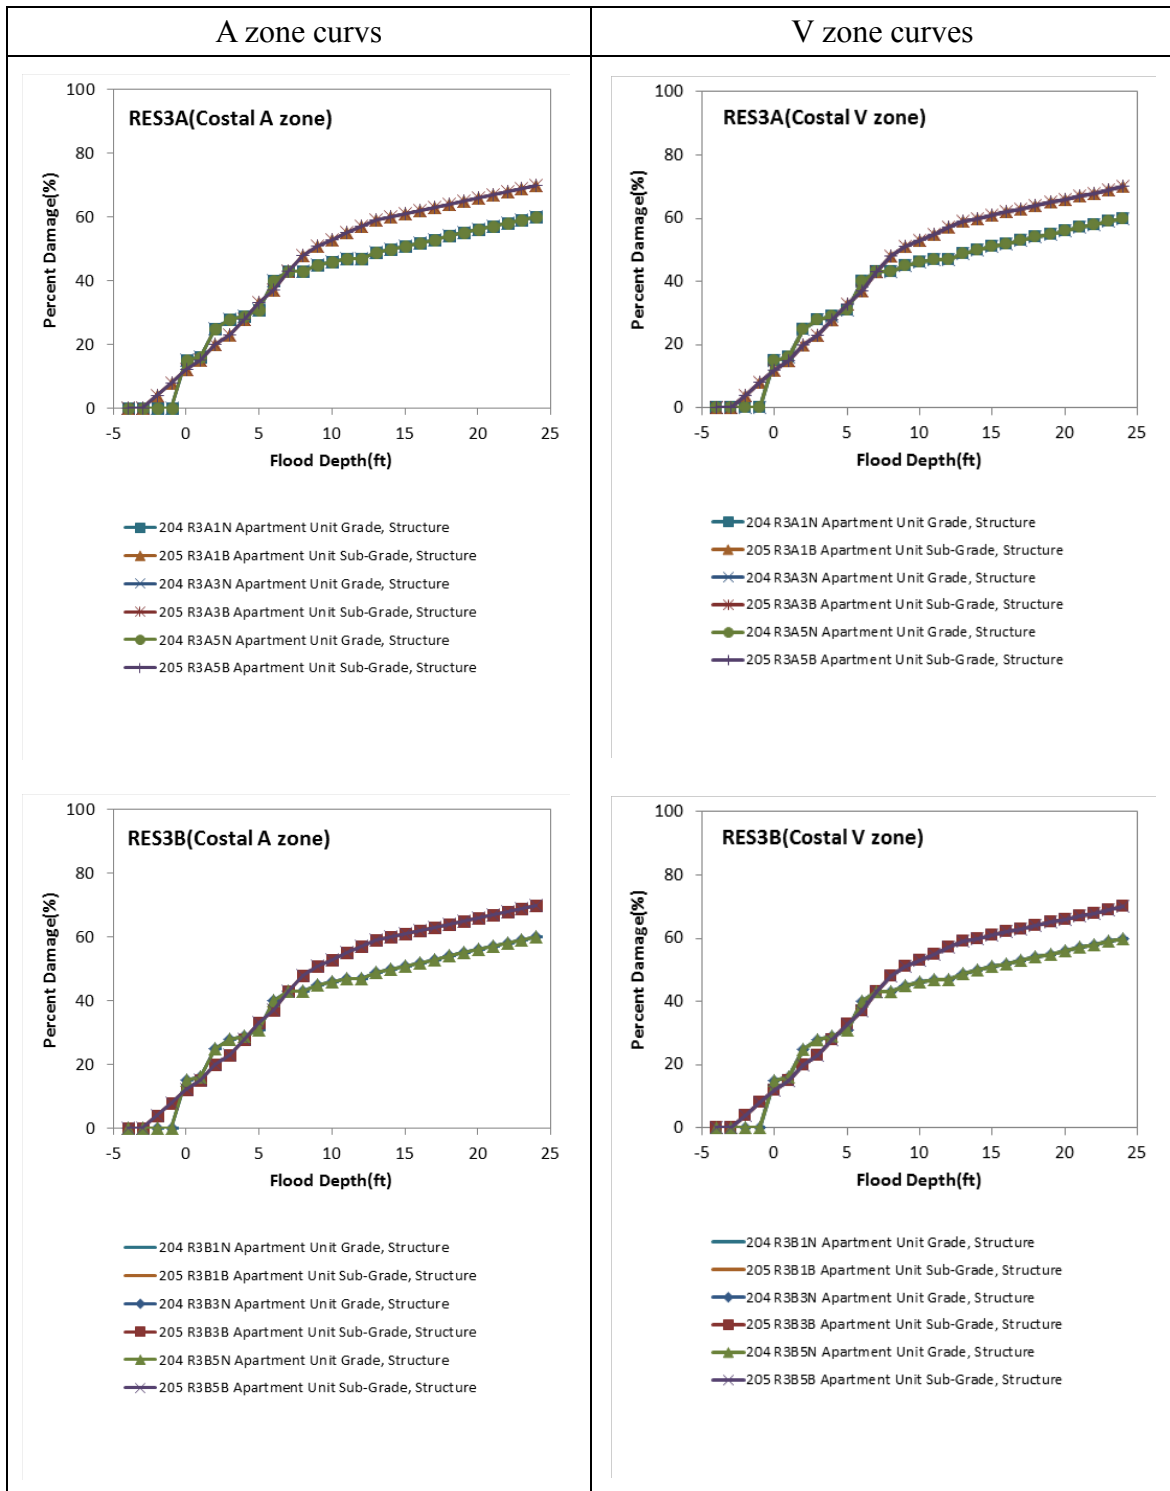 A zone curvs
V zone curves
RES3A(Costal A zone)
Percent Damage(%)
100
80
60
40
20
0
-5 0 5 10 15 20 25
Flood Depth(ft)
204 R3A1N Apartment Unit Grade, Structure
205 R3A1B Apartment Unit Sub-Grade, Structure
204 R3A3N Apartment Unit Grade, Structure
205 R3A3B Apartment Unit Sub-Grade, Structure
204 R3A5N Apartment Unit Grade, Structure
205 R3A5B Apartment Unit Sub-Grade, Structure
RES3A(Costal V zone)
Percent Damage(%)
100
80
60
40
20
0
-5 0 5 10 15 20 25
Flood Depth(ft)
204 R3A1N Apartment Unit Grade, Structure
205 R3A1B Apartment Unit Sub-Grade, Structure
204 R3A3N Apartment Unit Grade, Structure
205 R3A3B Apartment Unit Sub-Grade, Structure
204 R3A5N Apartment Unit Grade, Structure
205 R3A5B Apartment Unit Sub-Grade, Structure
RES3B(Costal A zone)
Percent Damage(%)
100
80
60
40
20
0
-5 0 5 10 15 20 25
Flood Depth(ft)
204 R3B1N Apartment Unit Grade, Structure
205 R3B1B Apartment Unit Sub-Grade, Structure
204 R3B3N Apartment Unit Grade, Structure
205 R3B3B Apartment Unit Sub-Grade, Structure
204 R3B5N Apartment Unit Grade, Structure
205 R3B5B Apartment Unit Sub-Grade, Structure
RES3B(Costal V zone)
Percent Damage(%)
100
80
60
40
20
0
-5 0 5 10 15 20 25
Flood Depth(ft)
204 R3B1N Apartment Unit Grade, Structure
205 R3B1B Apartment Unit Sub-Grade, Structure
204 R3B3N Apartment Unit Grade, Structure
205 R3B3B Apartment Unit Sub-Grade, Structure
204 R3B5N Apartment Unit Grade, Structure
205 R3B5B Apartment Unit Sub-Grade, Structure